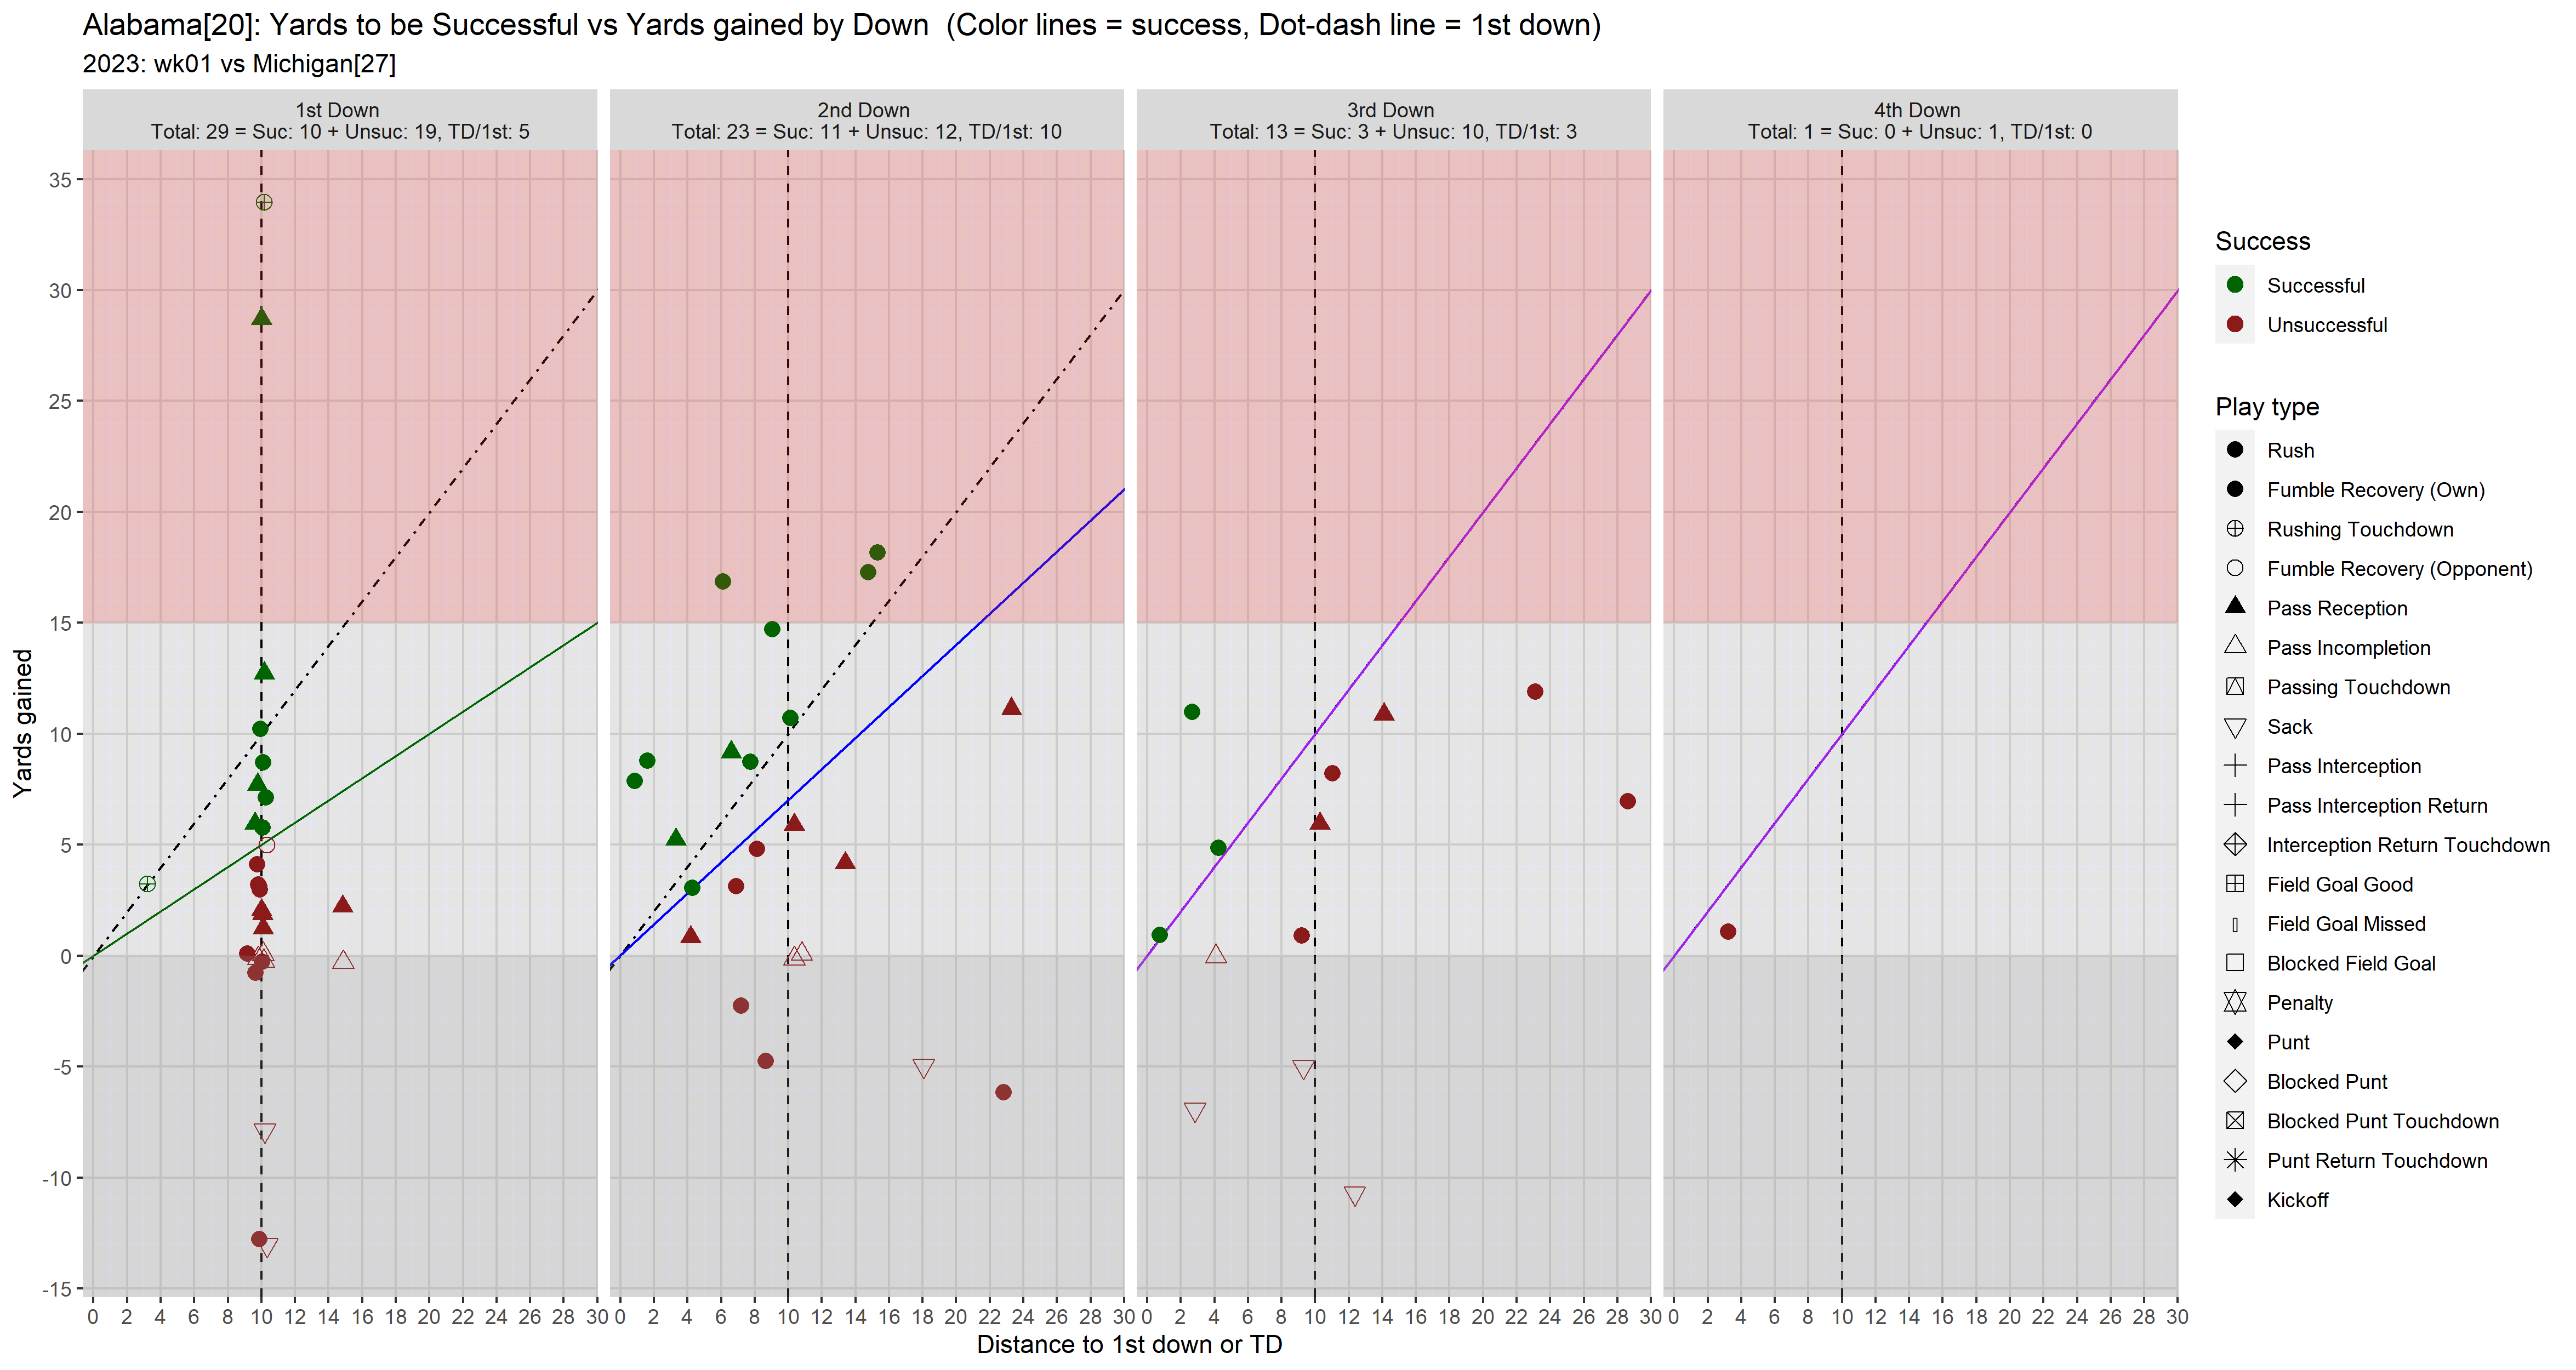 Alabama[20]: Yards to be Successful vs Yards gained by Down  (Color lines = success, Dot-dash line = 1st down)
2023: wk01 vs Michigan[27]
1st Down
Total: 29 = Suc: 10 + Unsuc: 19, TD/1st: 5
2nd Down
Total: 23 = Suc: 11 + Unsuc: 12, TD/1st: 10
3rd Down
Total: 13 = Suc: 3 + Unsuc: 10, TD/1st: 3
4th Down
Total: 1 = Suc: 0 + Unsuc: 1, TD/1st: 0
Yards gained
35
30
25
20
15
10
5
0
-5
-10
-15
0 2 4 6 8 10 12 14 16 18 20 22 24 26 28 30
0 2 4 6 8 10 12 14 16 18 20 22 24 26 28 30
0 2 4 6 8 10 12 14 16 18 20 22 24 26 28 30
0 2 4 6 8 10 12 14 16 18 20 22 24 26 28 30
Distance to 1st down or TD
Success
Successful
Unsuccessful
Play type
Rush
Fumble Recovery (Own)
Rushing Touchdown
Fumble Recovery (Opponent)
Pass Reception
Pass Incompletion
Passing Touchdown
Sack
Pass Interception
Pass Interception Return
Interception Return Touchdown
Field Goal Good
Field Goal Missed
Blocked Field Goal
Penalty
Punt
Blocked Punt
Blocked Punt Touchdown
Punt Return Touchdown
Kickoff